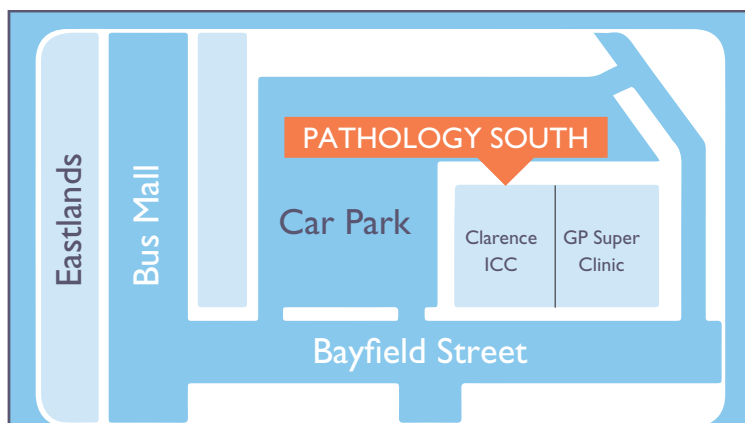 Eastlands
Bus Mall
PATHOLOGY SOUTH
Car Park
Clarence
ICC
GP Super
Clinic
Bayfield Street